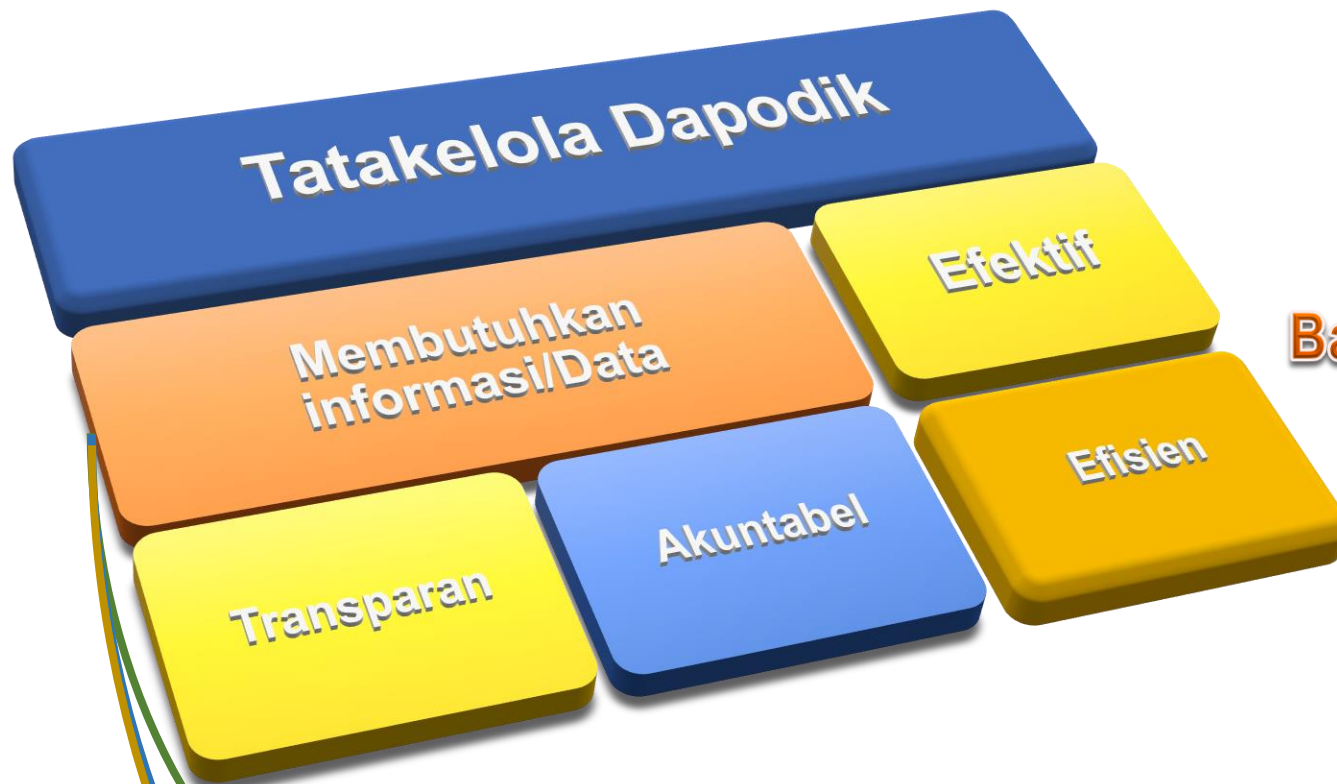 Tatakelola Dapodik
Membutuhkan
informasi/Data
Efektif
Efisien
Transparan
Akuntabel